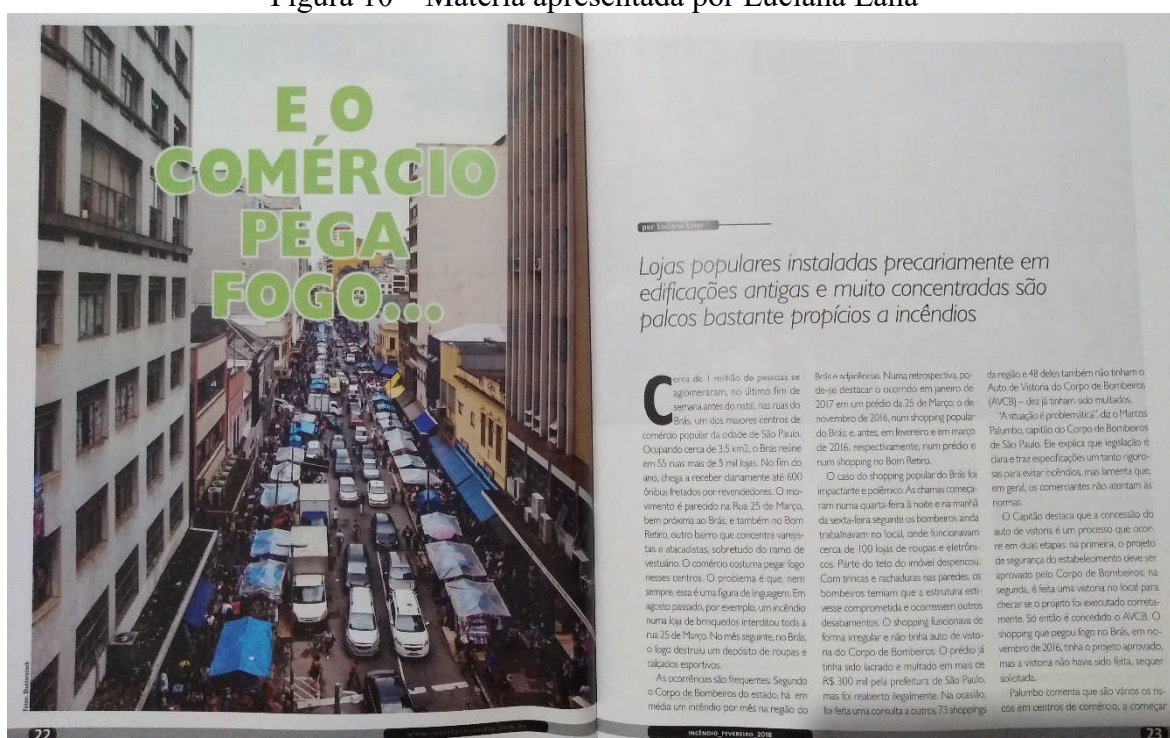 Figura 10 – Matéria apresentada por Luciana
E O
COMÉRCIO
PEGA
FOGO...
Fotos: Shutterstock
22
por Luciana
Lojas populares instaladas precariamente em
edificações antigas e muito concentradas são
palcos bastante propícios a incêndios
Cerca de 1 milhão de pessoas se
aglomeraram, no último fim de
semana antes do natal, nas ruas do
Brás, um dos maiores centros de
comércio popular da cidade de São Paulo.
Ocupando cerca de 3,5 km2, o Brás reúne
em 55 ruas mais de 5 mil lojas. No fim do
ano, chega a receber diariamente até 600
ônibus fretados por revendedores. O mo-
vimento é parecido na Rua 25 de Março,
bem próxima ao Brás, e também no Bom
Retiro, outro bairro que concentra varejis-
tas e atacadistas, sobretudo do ramo de
vestuário. O comércio costuma pegar fogo
nesses centros. O problema é que, nem
sempre, essa é uma figura de linguagem. Em
agosto passado, por exemplo, um incêndio
numa loja de brinquedos interditou toda a
rua 25 de Março. No mês seguinte, no Brás,
o fogo destruiu um depósito de roupas e
calçados esportivos.
As ocorrências são frequentes. Segundo
o Corpo de Bombeiros do estado, há em
média um incêndio por mês na região do
Brás e adjacências. Numa retrospectiva, po-
de-se destacar o ocorrido em janeiro de
2017 em um prédio da 25 de Março; o de
novembro de 2016, num shopping popular
do Brás; e, antes, em fevereiro e em março
de 2016, respectivamente, num prédio e
num shopping no Bom Retiro.
O caso do shopping popular do Brás foi
impactante e polêmico. As chamas começa-
ram numa quarta-feira à noite e na manhã
da sexta-feira seguinte os bombeiros ainda
trabalhavam no local, onde funcionavam
cerca de 100 lojas de roupas e eletrôni-
cos. Parte do teto do imóvel despencou.
Com trincas e rachaduras nas paredes, os
bombeiros temiam que a estrutura esti-
vesse comprometida e ocorressem outros
desabamentos. O shopping funcionava de
forma irregular e não tinha auto de visto-
ria do Corpo de Bombeiros. O prédio já
tinha sido lacrado e multado em mais de
R$ 300 mil pela prefeitura de São Paulo,
mas foi reaberto ilegalmente. Na ocasião,
foi feita uma consulta a outros 73 shoppings
da região e 48 deles também não tinham o
Auto de Vistoria do Corpo de Bombeiros
(AVCB) – dez já tinham sido multados.
"A situação é problemática", diz o Marcos
Palumbo, capitão do Corpo de Bombeiros
de São Paulo. Ele explica que legislação é
clara e traz especificações um tanto rigoro-
sas para evitar incêndios, mas lamenta que,
em geral, os comerciantes não atentam às
normas.
O Capitão destaca que a concessão do
auto de vistoria é um processo que ocor-
re em duas etapas: na primeira, o projeto
de segurança do estabelecimento deve ser
aprovado pelo Corpo de Bombeiros; na
segunda, é feita uma vistoria no local para
checar se o projeto foi executado correta-
mente. Só então é concedido o AVCB. O
shopping que pegou fogo no Brás, em no-
vembro de 2016, tinha o projeto aprovado,
mas a vistoria não havia sido feita, sequer
solicitada.
Palumbo comenta que são vários os ris-
cos em centros de comércio, a começar
INCÊNDIO_FEVEREIRO_2018
23